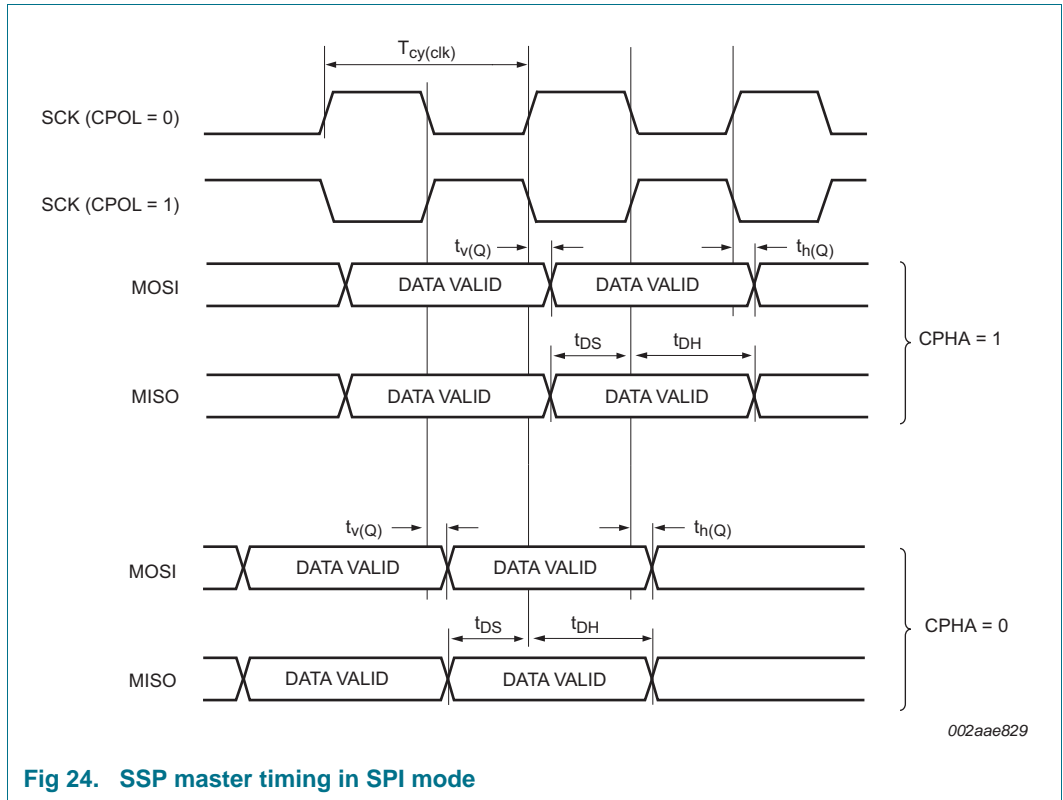 Tcy(clk)
SCK (CPOL = 0)
SCK (CPOL = 1)
tv(Q) th(Q)
MOSI DATA VALID DATA VALID
CPHA = 1
tDS tDH
MISO DATA VALID DATA VALID
tv(Q) th(Q)
MOSI DATA VALID DATA VALID
CPHA = 0
tDS tDH
MISO DATA VALID DATA VALID
002aae829
Fig 24. SSP master timing in SPI mode